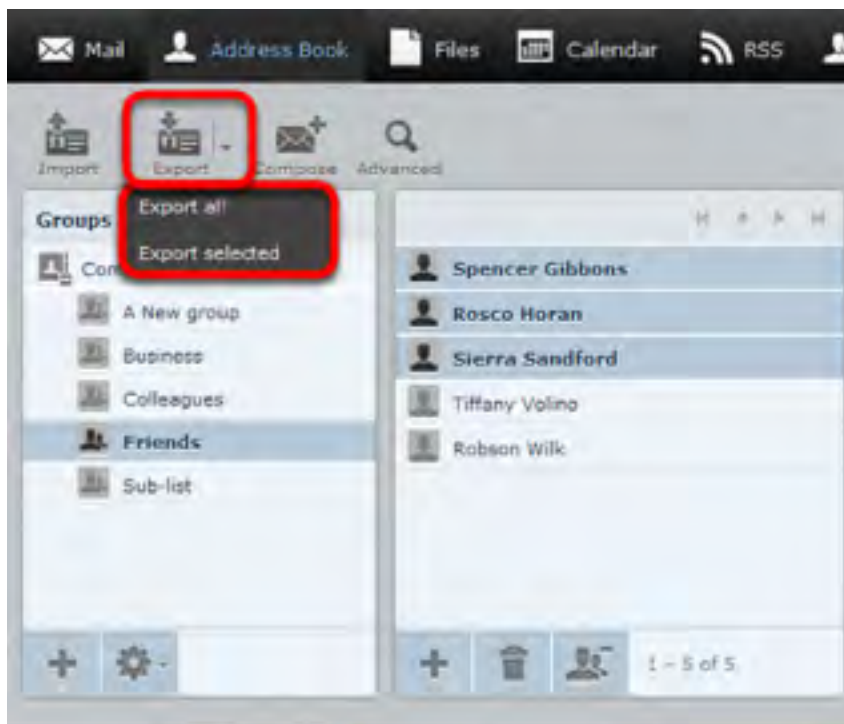 Mail Address Book Files Calendar RSS
Import Export Compose Advanced
Export all
Export selected
Groups
Con
A New group
Business
Colleagues
Friends
Sub-list
Spencer Gibbons
Rosco Horan
Sierra Sandford
Tiffany Volino
Robson Wilk
1 – 5 of 5